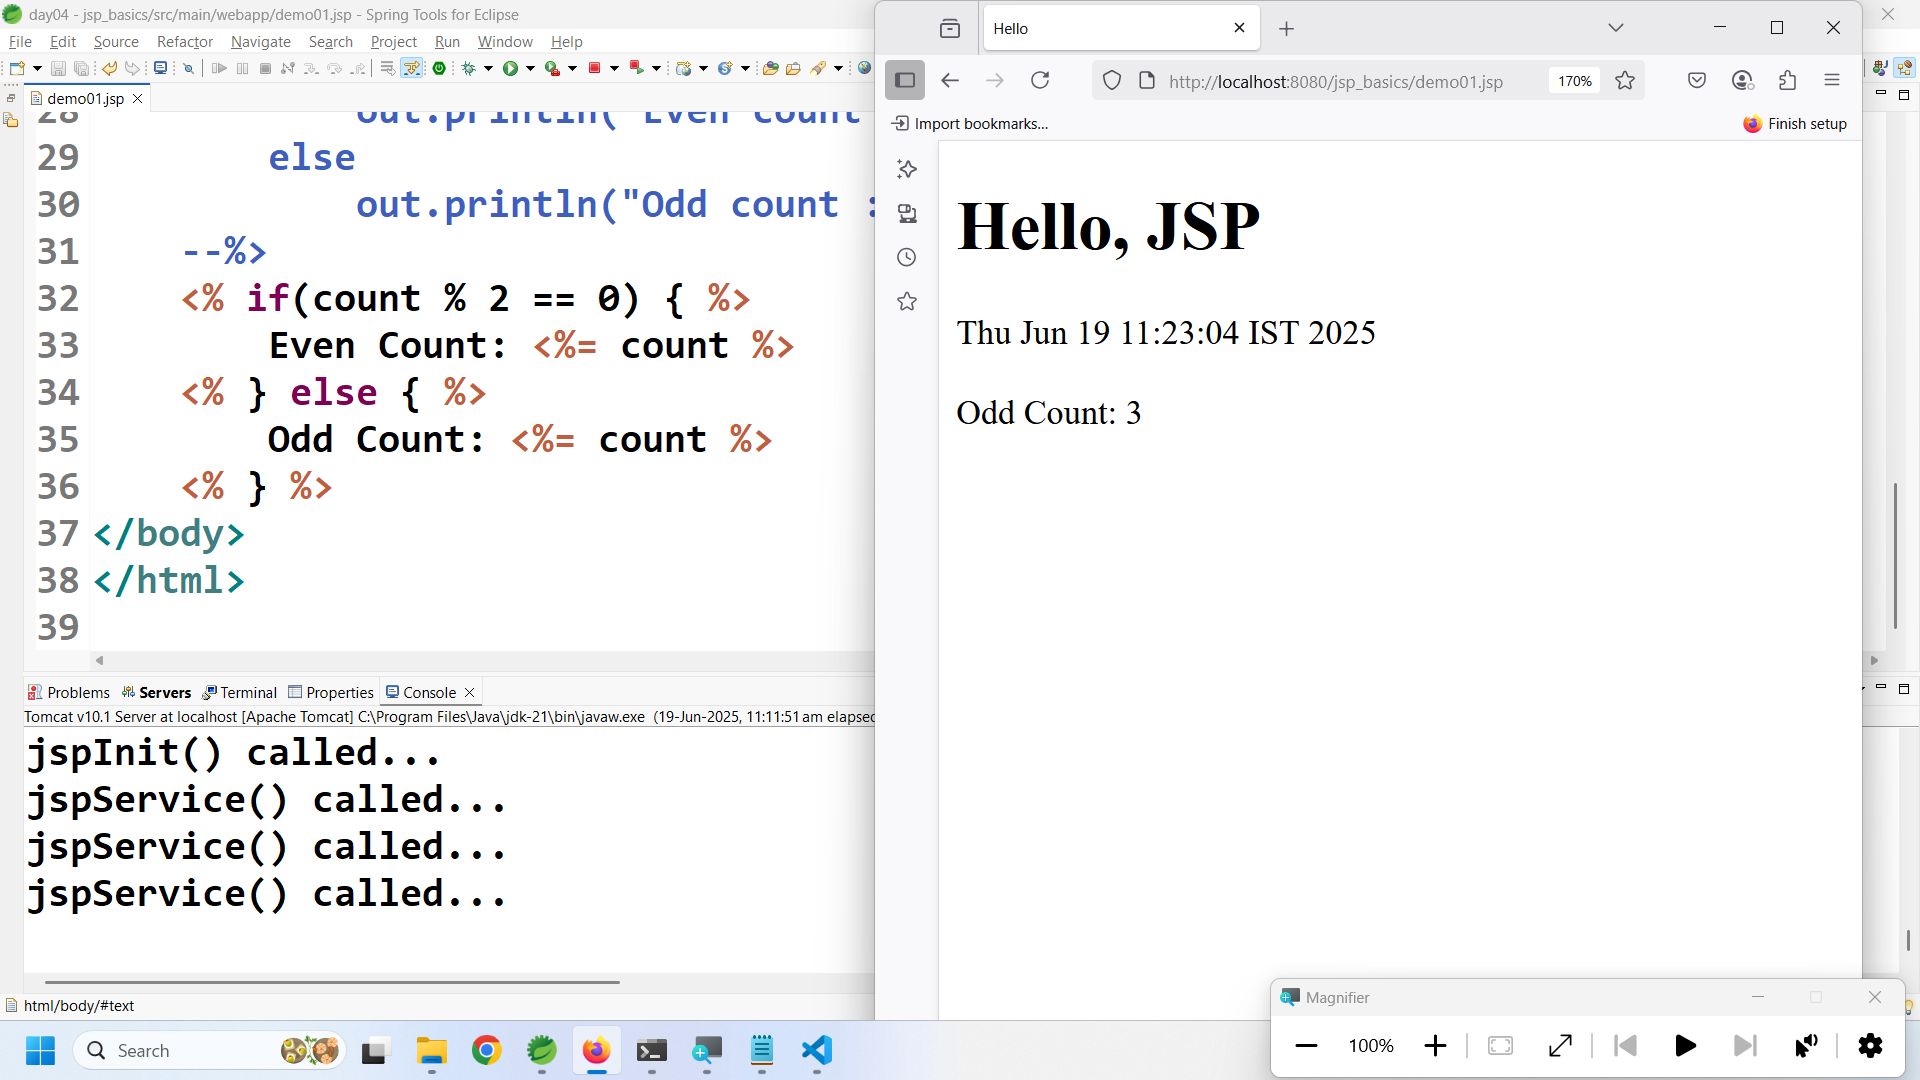 day04 - jsp_basics/src/main/webapp/demo01.jsp - Spring Tools for Eclipse
File Edit Source Refactor Navigate Search Project Run Window Help
demo01.jsp
28 out.println("Even count
29 else
30 out.println("Odd count :
31 --%>
32 <% if(count % 2 == 0) { %>
33 Even Count: <%= count %>
34 <% } else { %>
35 Odd Count: <%= count %>
36 <% } %>
37 </body>
38 </html>
39
Problems Servers Terminal Properties Console
Tomcat v10.1 Server at localhost [Apache Tomcat] C:\Program Files\Java\jdk-21\bin\javaw.exe (19-Jun-2025, 11:11:51 am elapsed
jspInit() called...
jspService() called...
jspService() called...
jspService() called...
html/body/#text
Hello
http://localhost:8080/jsp_basics/demo01.jsp 170%
Import bookmarks... Finish setup
Hello, JSP
Thu Jun 19 11:23:04 IST 2025
Odd Count: 3
Magnifier
100%
Search